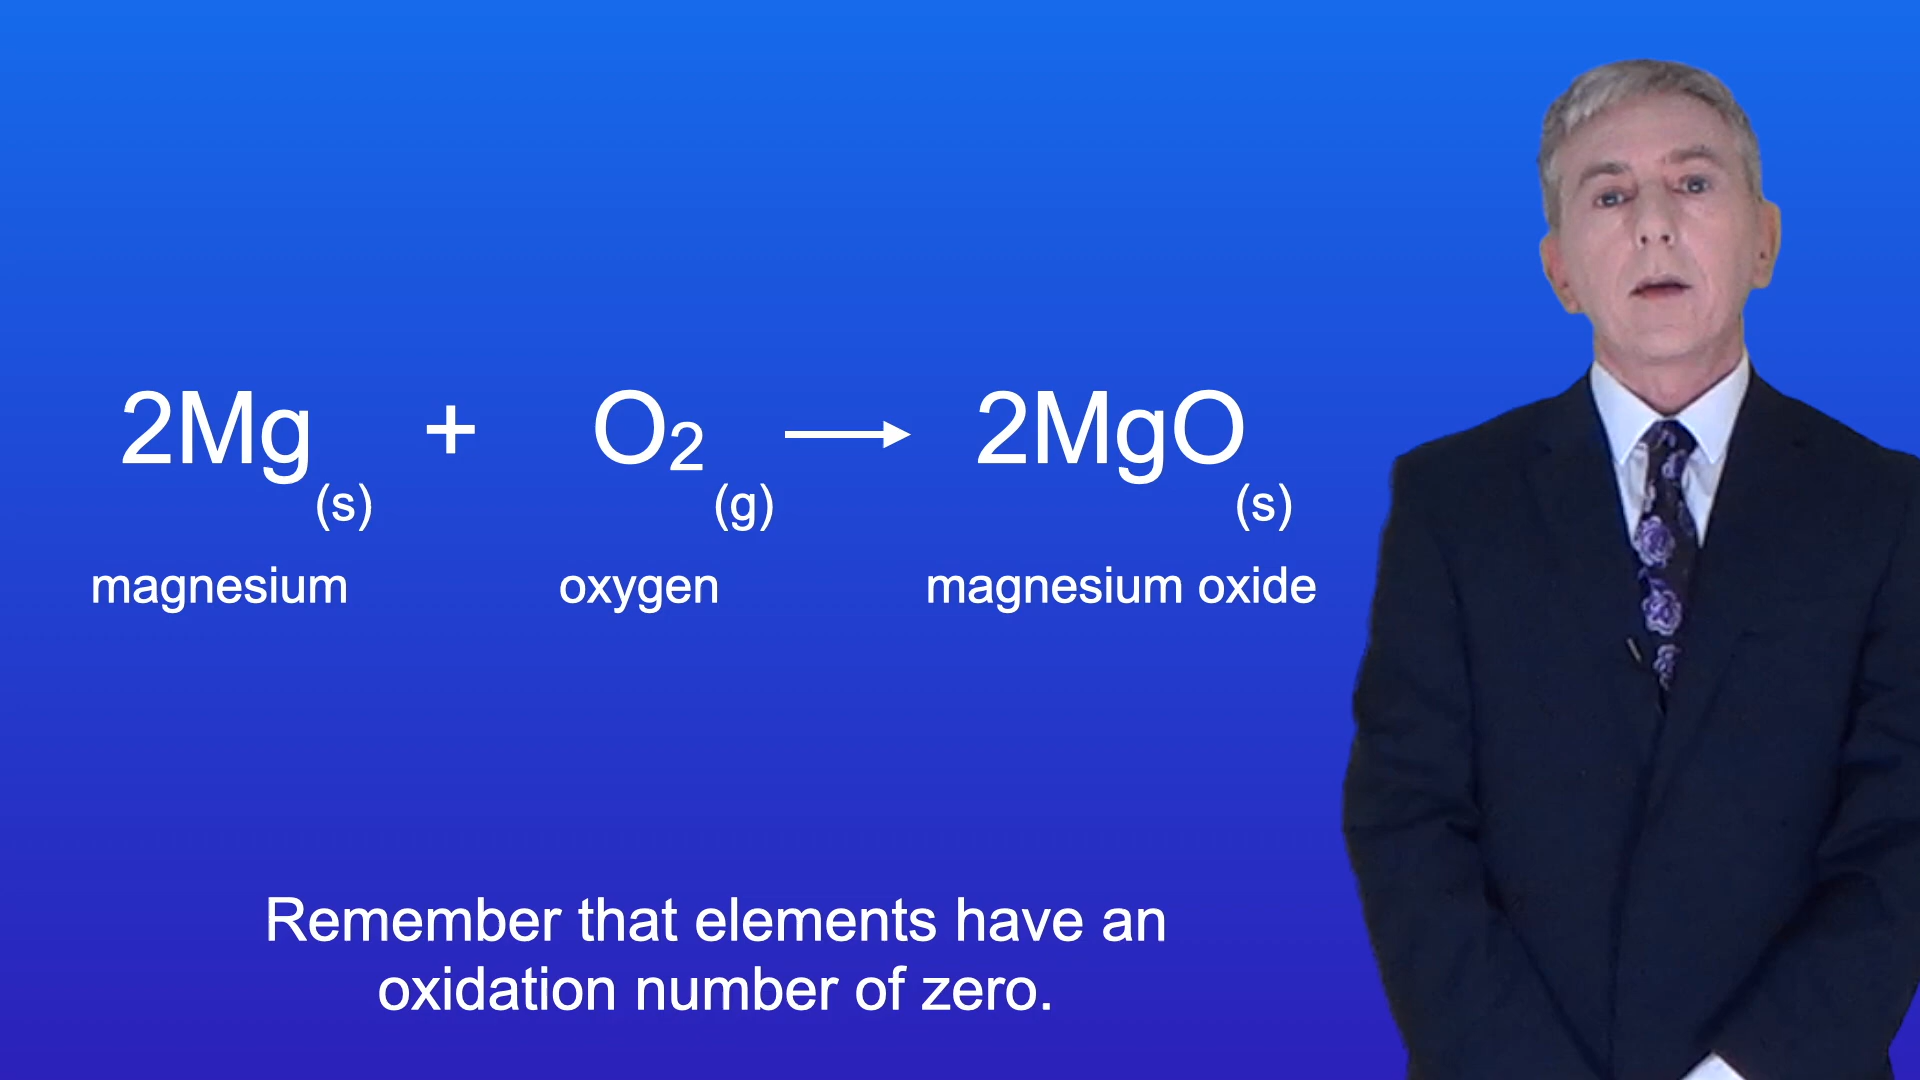 2Mg(s) + O2(g) → 2MgO(s)
magnesium oxygen magnesium oxide
Remember that elements have an
oxidation number of zero.